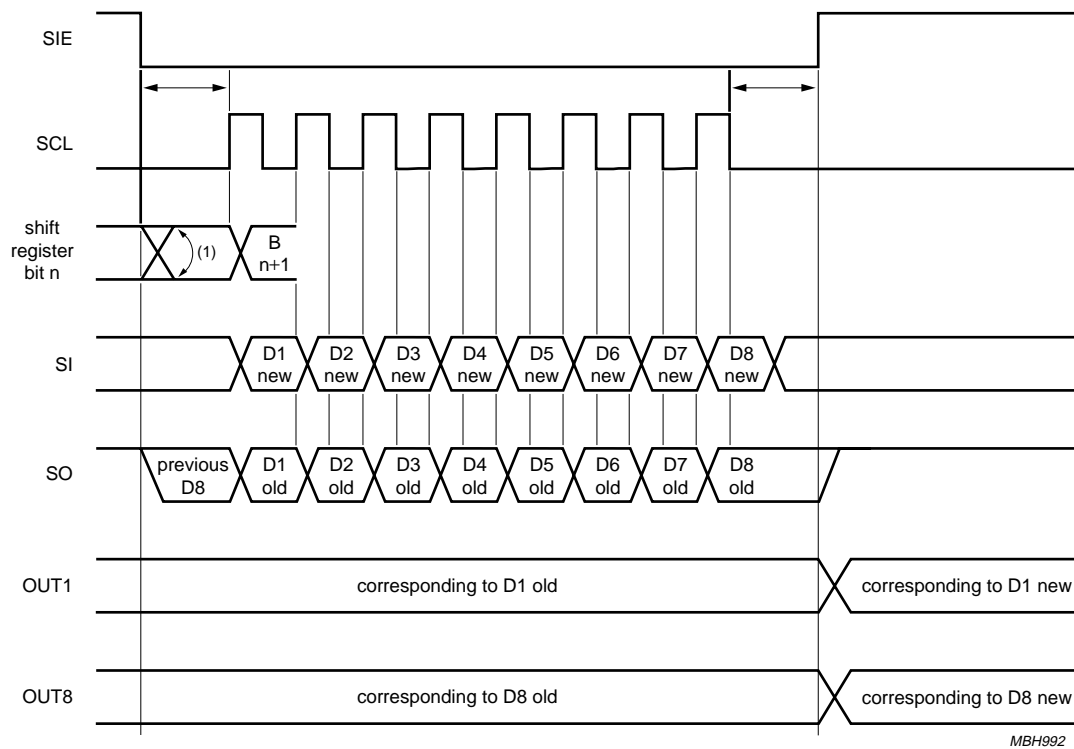 SIE
SCL
shift
register
bit n
(1)
B
n+1
SI
D1
new
D2
new
D3
new
D4
new
D5
new
D6
new
D7
new
D8
new
SO
previous
D8
D1
old
D2
old
D3
old
D4
old
D5
old
D6
old
D7
old
D8
old
OUT1
corresponding to D1 old
corresponding to D1 new
OUT8
corresponding to D8 old
corresponding to D8 new
MBH992